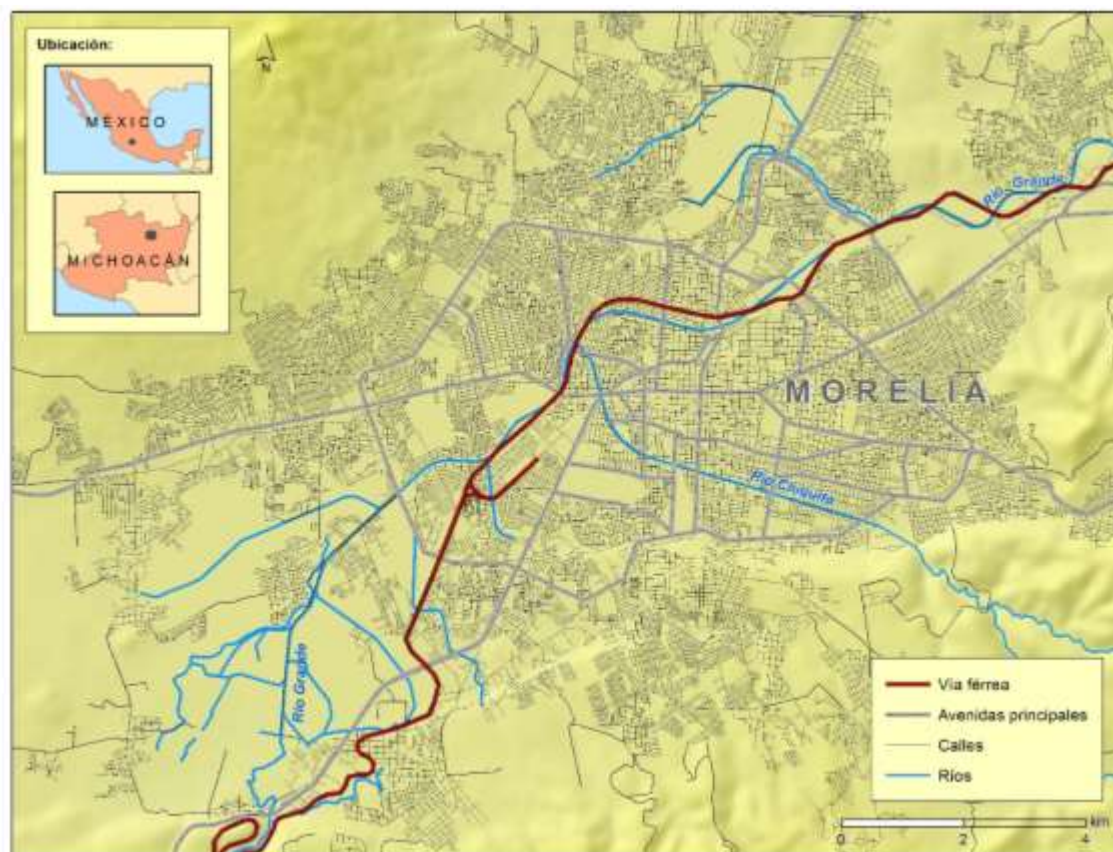 Ubicación:
MÉXICO
MICHOACÁN
N
Río Grande
MORELIA
Río Chiquito
Río Grande
Vía férrea
Avenidas principales
Calles
Ríos
km
0 2 4